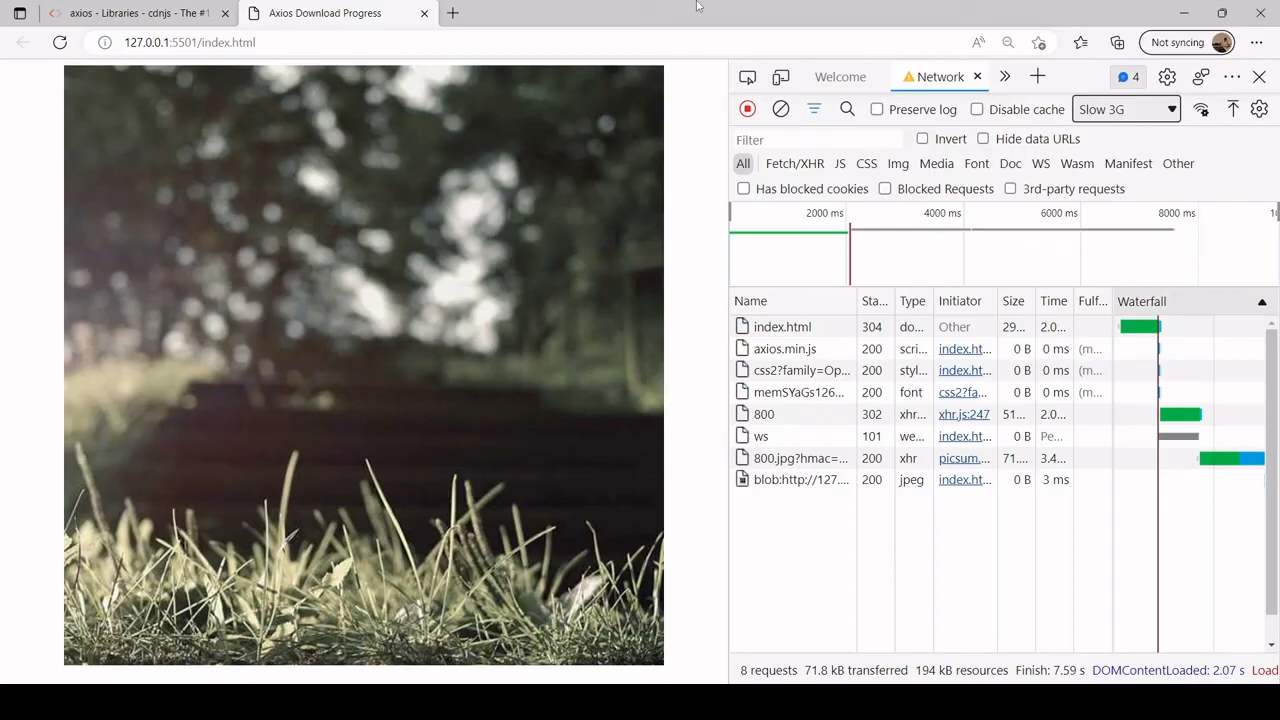 axios - Libraries - cdnjs - The #1
Axios Download Progress
127.0.0.1:5501/index.html
Not syncing
Welcome
Network
4
Preserve log
Disable cache
Slow 3G
Filter
Invert
Hide data URLs
All
Fetch/XHR
JS
CSS
Img
Media
Font
Doc
WS
Wasm
Manifest
Other
Has blocked cookies
Blocked Requests
3rd-party requests
2000 ms
4000 ms
6000 ms
8000 ms
Name Sta... Type Initiator Size Time Fulf... Waterfall
index.html 304 do... Other 29... 2.0...
axios.min.js 200 scri... index.ht... 0 B 0 ms (m...
css2?family=Op... 200 styl... index.ht... 0 B 0 ms (m...
memSYaGs126... 200 font css2?fa... 0 B 0 ms (m...
800 302 xhr... xhr.js:247 51... 2.0...
ws 101 we... index.ht... 0 B Pe...
800.jpg?hmac=... 200 xhr picsum... 71.... 3.4...
blob:http://127.... 200 jpeg index.ht... 0 B 3 ms
8 requests 71.8 kB transferred 194 kB resources Finish: 7.59 s DOMContentLoaded: 2.07 s Load